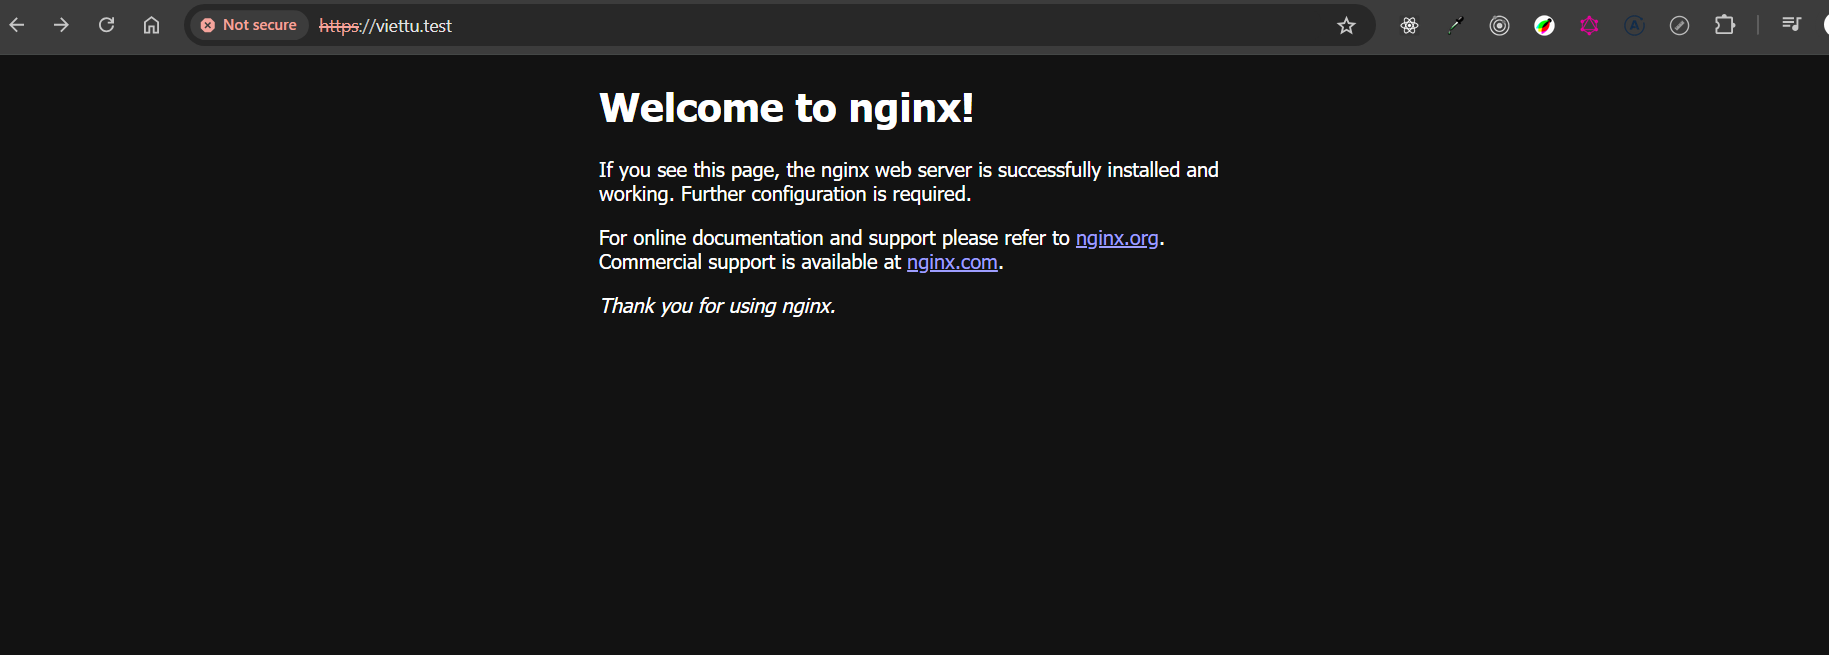 Not secure https://viettu.test
Welcome to nginx!
If you see this page, the nginx web server is successfully installed and
working. Further configuration is required.
For online documentation and support please refer to nginx.org.
Commercial support is available at nginx.com.
Thank you for using nginx.